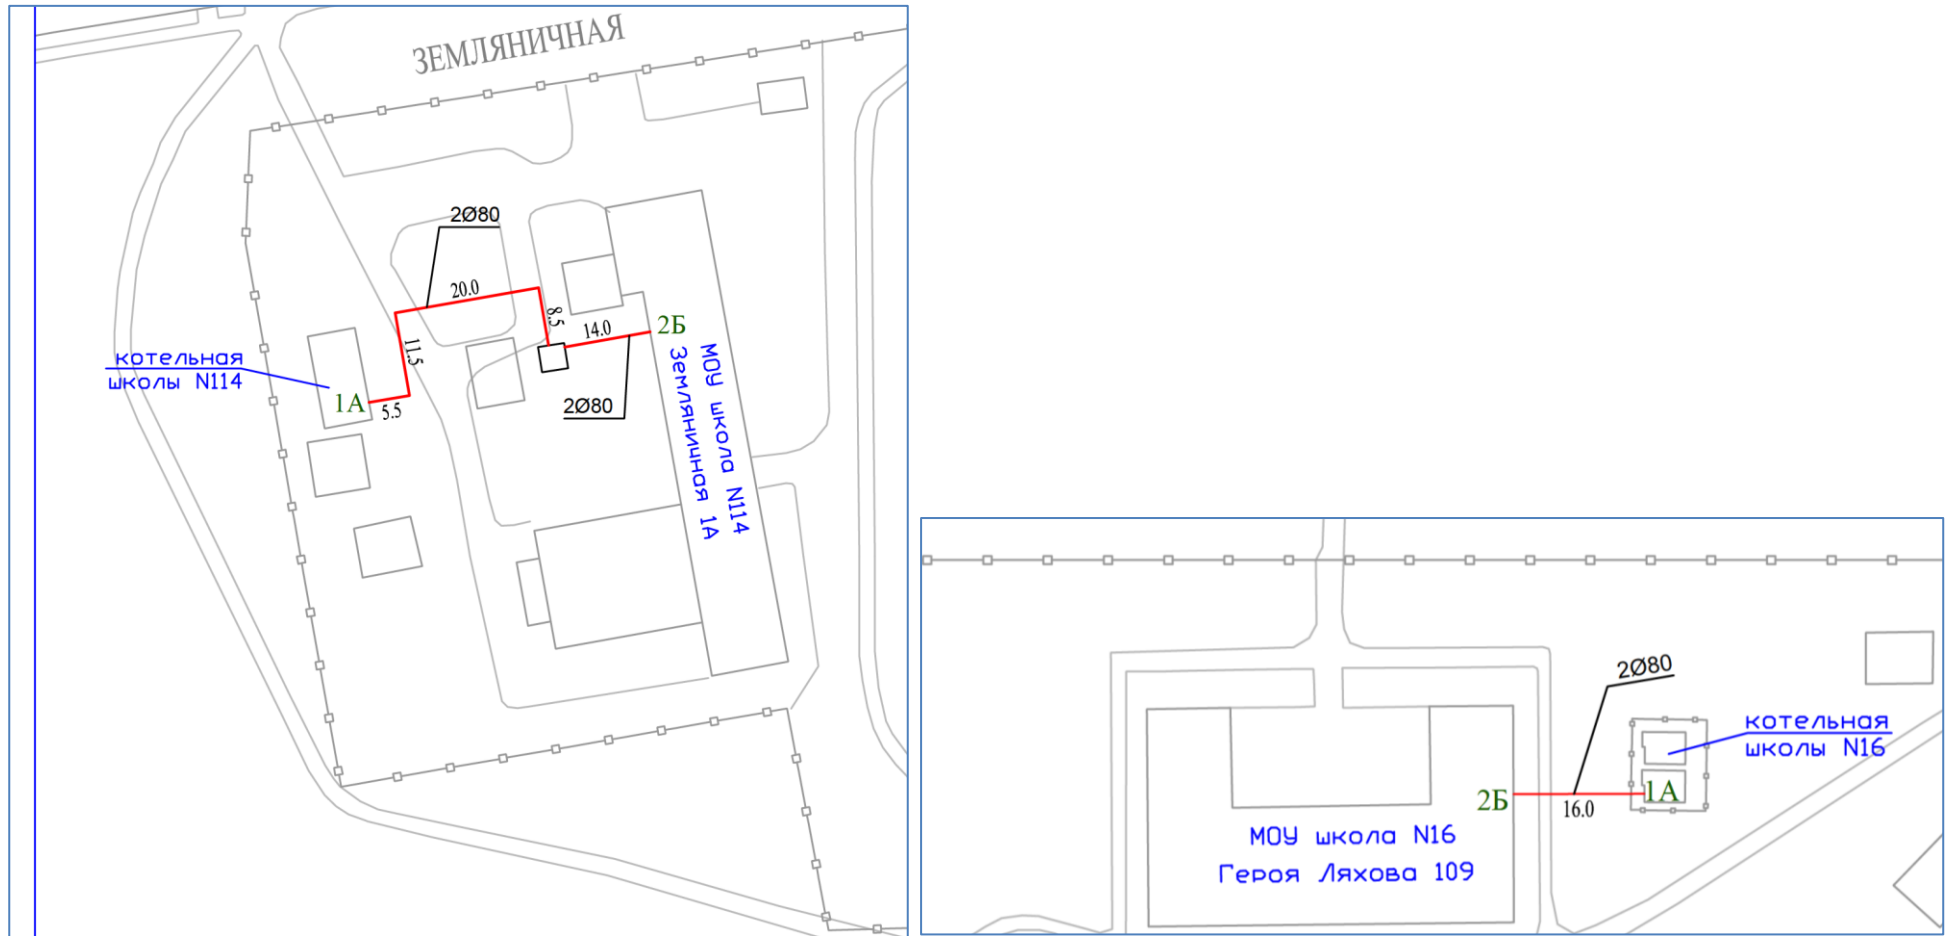 ЗЕМЛЯНИЧНАЯ
2Ø80
20.0
8.5
14.0
2Б
11.5
котельная
школы N114
1А
5.5
2Ø80
МОУ школа N114
Земляничная 1А
2Ø80
котельная
школы N16
1А
2Б
16.0
МОУ школа N16
Героя Ляхова 109